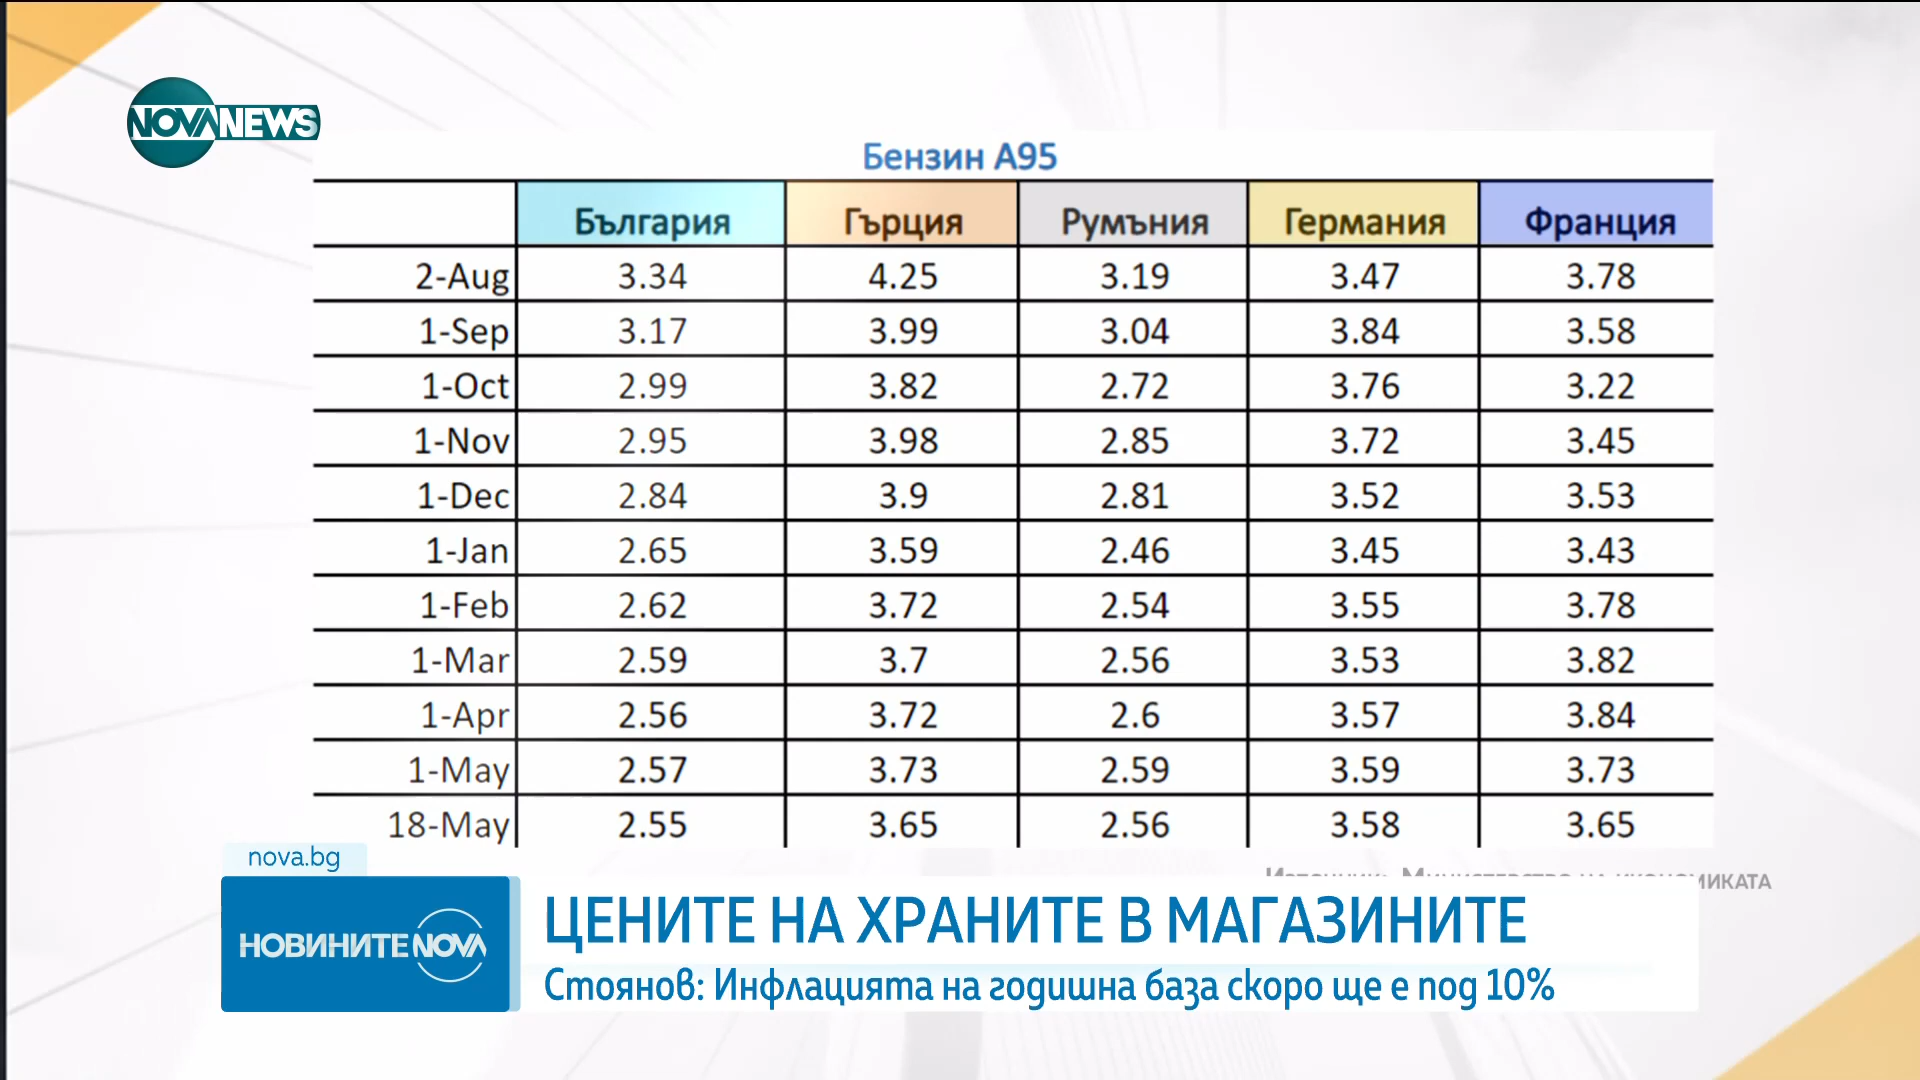 NOVANEWS
Бензин А95
България Гърция Румъния Германия Франция
2-Aug 3.34 4.25 3.19 3.47 3.78
1-Sep 3.17 3.99 3.04 3.84 3.58
1-Oct 2.99 3.82 2.72 3.76 3.22
1-Nov 2.95 3.98 2.85 3.72 3.45
1-Dec 2.84 3.9 2.81 3.52 3.53
1-Jan 2.65 3.59 2.46 3.45 3.43
1-Feb 2.62 3.72 2.54 3.55 3.78
1-Mar 2.59 3.7 2.56 3.53 3.82
1-Apr 2.56 3.72 2.6 3.57 3.84
1-May 2.57 3.73 2.59 3.59 3.73
18-May 2.55 3.65 2.56 3.58 3.65
nova.bg
Източник: Министерство на икономиката
НОВИНИТЕ NOVA
ЦЕНИТЕ НА ХРАНИТЕ В МАГАЗИНИТЕ
Стоянов: Инфлацията на годишна база скоро ще е под 10%